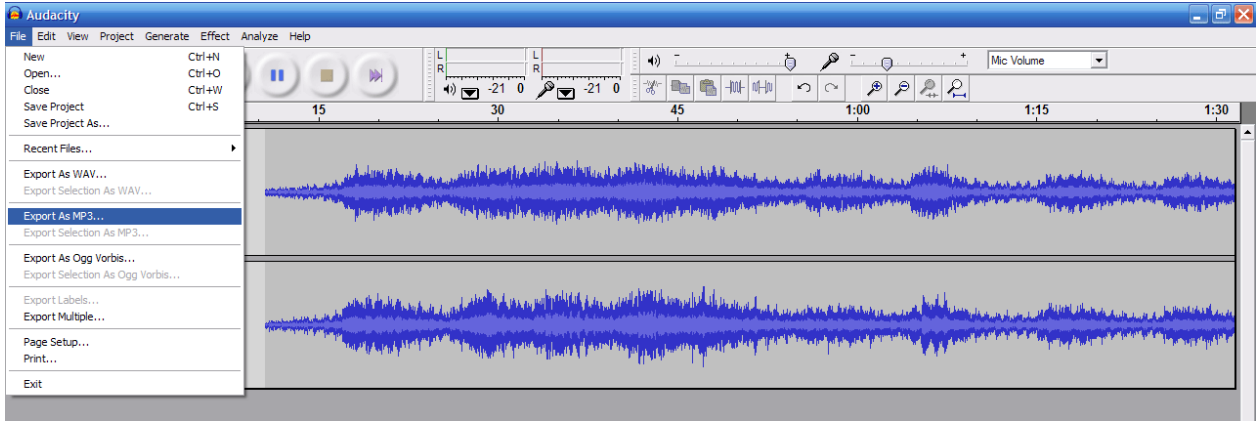 Audacity
File Edit View Project Generate Effect Analyze Help
New Ctrl+N
Open... Ctrl+O
Close Ctrl+W
Save Project Ctrl+S
Save Project As...
Recent Files...
Export As WAV...
Export Selection As WAV...
Export As MP3...
Export Selection As MP3...
Export As Ogg Vorbis...
Export Selection As Ogg Vorbis...
Export Labels...
Export Multiple...
Page Setup...
Print...
Exit
L L
R R
-21 0 -21 0
- + - +
Mic Volume
15 30 45 1:00 1:15 1:30